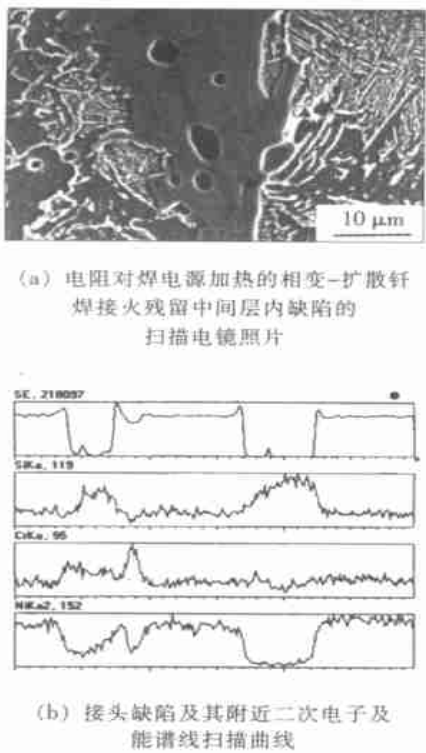 10 μm
(a) 电阻对焊电源加热的相变-扩散钎
焊接火残留中间层内缺陷的
扫描电镜照片
SE, 218097
SiKa, 119
CrKa, 95
NiKa2, 152
(b) 接头缺陷及其附近二次电子及
能谱线扫描曲线